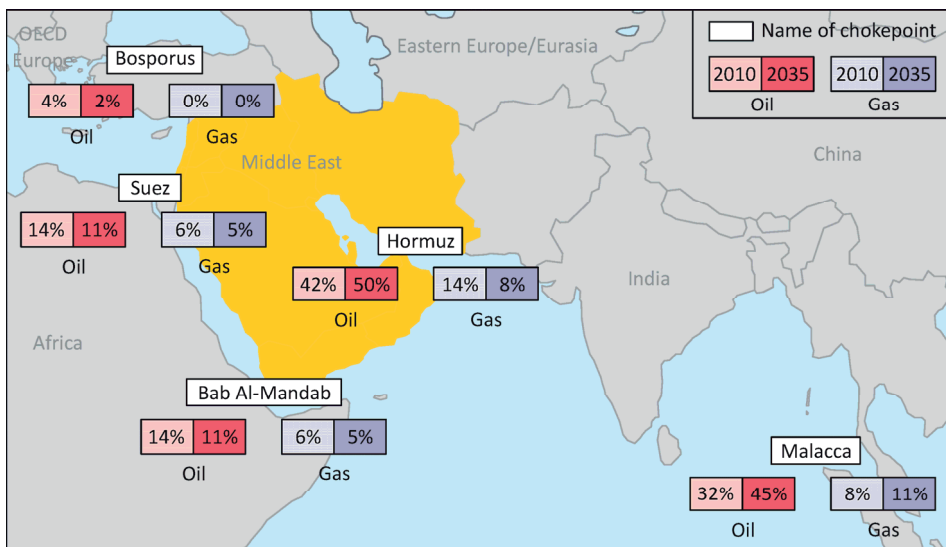 OECD
Europe
Eastern Europe/Eurasia
Name of chokepoint
2010 2035 2010 2035
Oil Gas
Bosporus
4% 2% 0% 0%
Oil Gas
Middle East
China
Suez
14% 11% 6% 5%
Oil Gas
Hormuz
42% 50% 14% 8%
Oil Gas
India
Africa
Bab Al-Mandab
14% 11% 6% 5%
Oil Gas
Malacca
32% 45% 8% 11%
Oil Gas